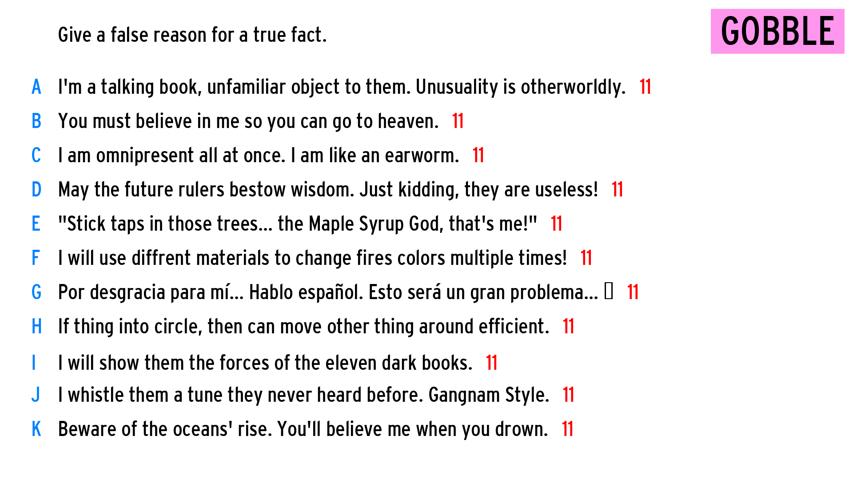 Give a false reason for a true fact.
GOBBLE
A I'm a talking book, unfamiliar object to them. Unusuality is otherworldly. 11
B You must believe in me so you can go to heaven. 11
C I am omnipresent all at once. I am like an earworm. 11
D May the future rulers bestow wisdom. Just kidding, they are useless! 11
E "Stick taps in those trees... the Maple Syrup God, that's me!" 11
F I will use diffrent materials to change fires colors multiple times! 11
G Por desgracia para mí... Hablo español. Esto será un gran problema... 11
H If thing into circle, then can move other thing around efficient. 11
I I will show them the forces of the eleven dark books. 11
J I whistle them a tune they never heard before. Gangnam Style. 11
K Beware of the oceans' rise. You'll believe me when you drown. 11